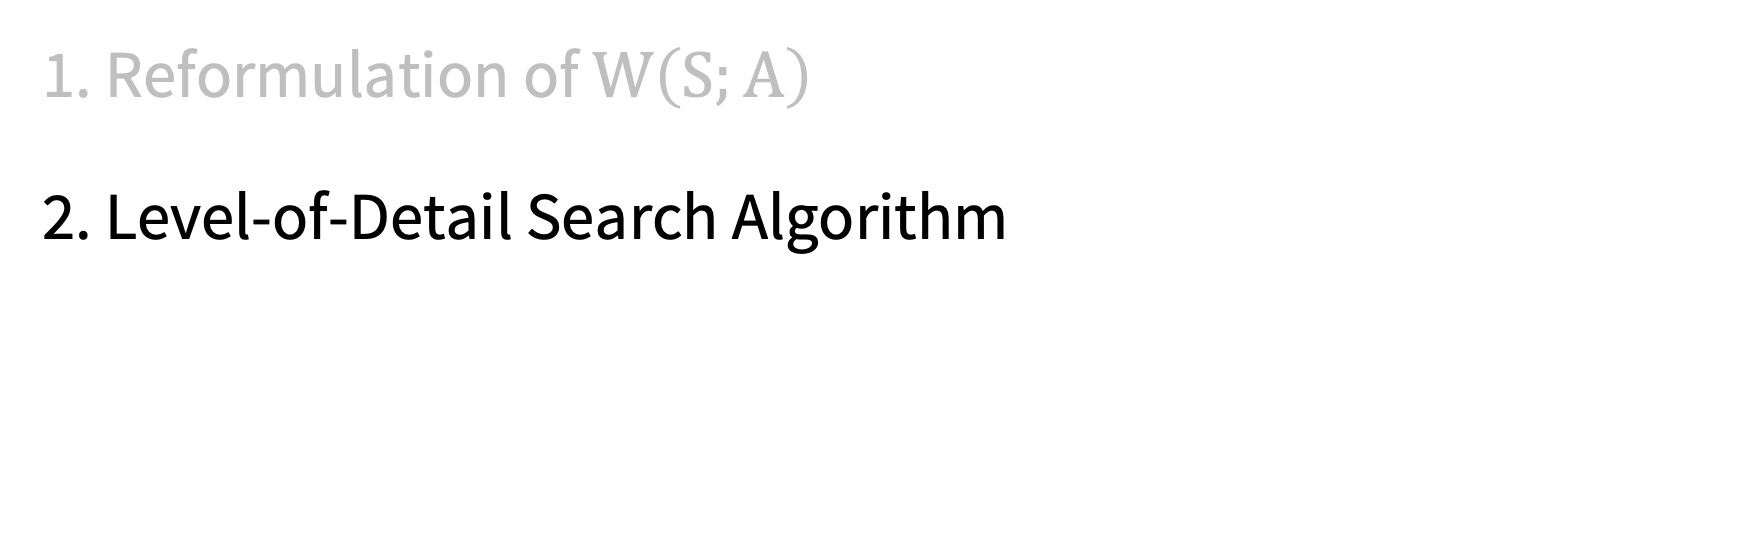 1. Reformulation of W(S; A)
2. Level-of-Detail Search Algorithm